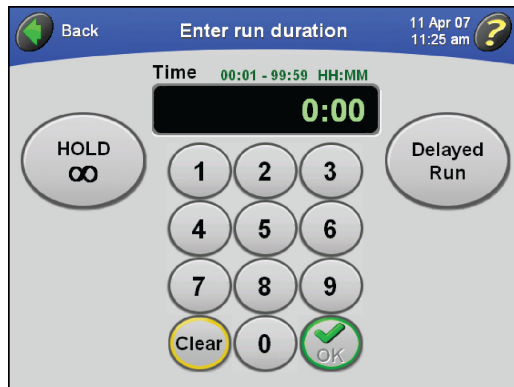 Back
Enter run duration
11 Apr 07
11:25 am
?
Time 00:01 - 99:59 HH:MM
0:00
HOLD
∞
Delayed
Run
1 2 3
4 5 6
7 8 9
Clear 0 OK